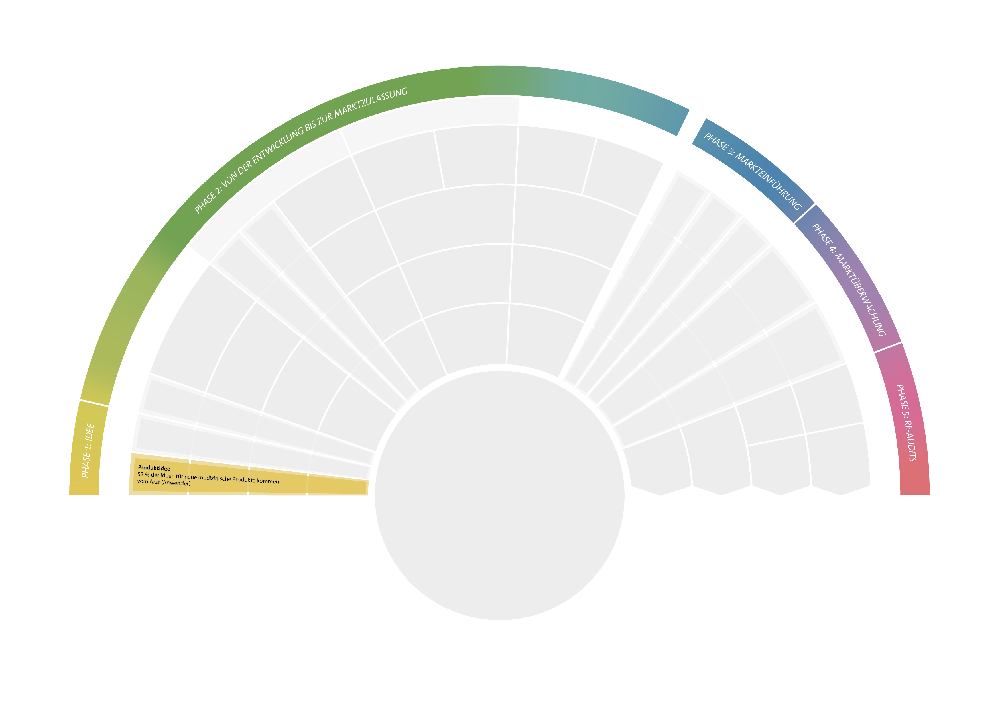 PHASE 1: IDEE
PHASE 2: VON DER ENTWICKLUNG BIS ZUR MARKTZULASSUNG
PHASE 3: MARKTEINFÜHRUNG
PHASE 4: MARKTÜBERWACHUNG
PHASE 5: RE-AUDITS
Produktidee
52 % der Ideen für neue medizinische Produkte kommen
vom Arzt (Anwender)